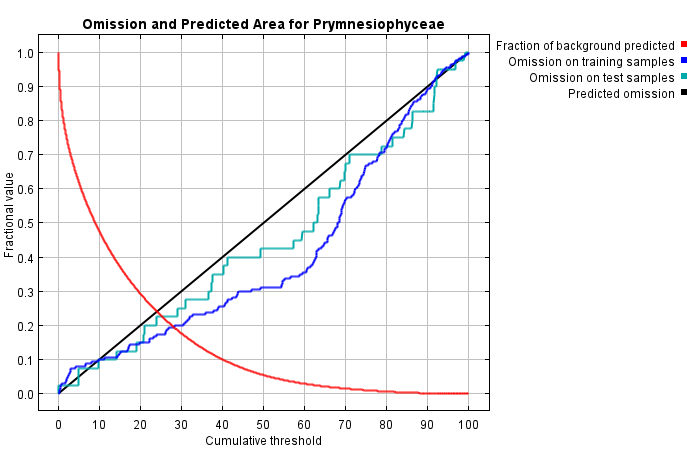 Omission and Predicted Area for Prymnesiophyceae
Fraction of background predicted
Omission on training samples
Omission on test samples
Predicted omission
Fractional value
1.0
0.9
0.8
0.7
0.6
0.5
0.4
0.3
0.2
0.1
0.0
0 10 20 30 40 50 60 70 80 90 100
Cumulative threshold